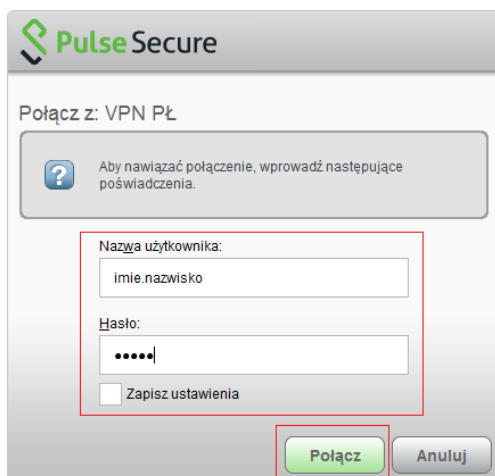 Pulse Secure
Połącz z: VPN PŁ
Aby nawiązać połączenie, wprowadź następujące
poświadczenia.
Nazwa użytkownika:
imie.nazwisko
Hasło:
•••••
Zapisz ustawienia
Połącz Anuluj